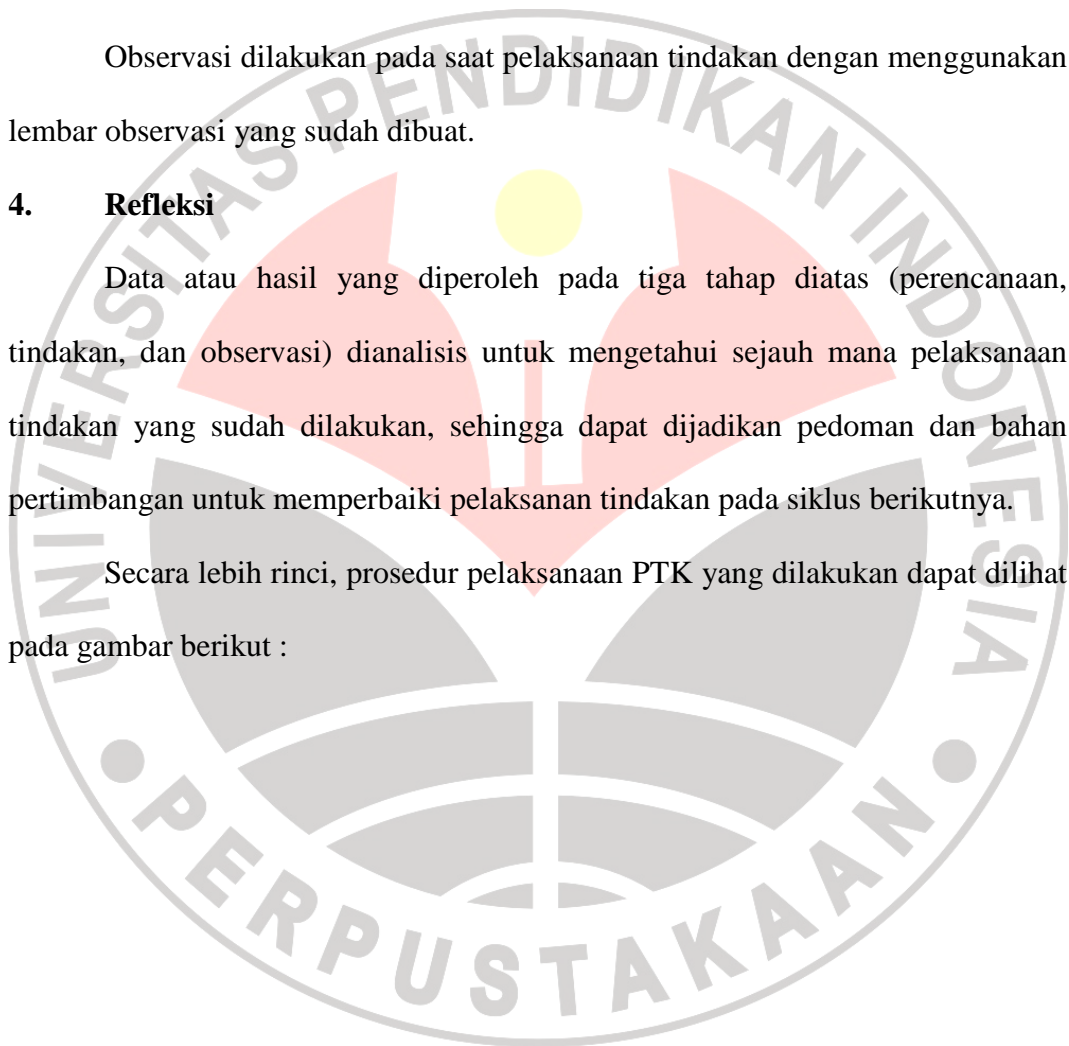 Observasi dilakukan pada saat pelaksanaan tindakan dengan menggunakan
lembar observasi yang sudah dibuat.
4. Refleksi
Data atau hasil yang diperoleh pada tiga tahap diatas (perencanaan,
tindakan, dan observasi) dianalisis untuk mengetahui sejauh mana pelaksanaan
tindakan yang sudah dilakukan, sehingga dapat dijadikan pedoman dan bahan
pertimbangan untuk memperbaiki pelaksanan tindakan pada siklus berikutnya.
Secara lebih rinci, prosedur pelaksanaan PTK yang dilakukan dapat dilihat
pada gambar berikut :
UNIVERSITAS PENDIDIKAN INDONESIA
PERPUSTAKAAN